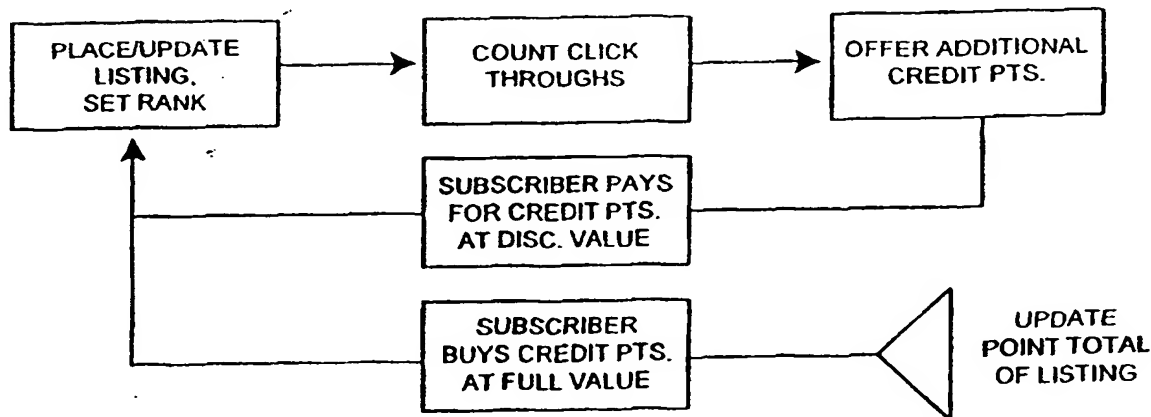 PLACE/UPDATE
LISTING,
SET RANK
COUNT CLICK
THROUGHS
OFFER ADDITIONAL
CREDIT PTS.
SUBSCRIBER PAYS
FOR CREDIT PTS.
AT DISC. VALUE
SUBSCRIBER
BUYS CREDIT PTS.
AT FULL VALUE
UPDATE
POINT TOTAL
OF LISTING